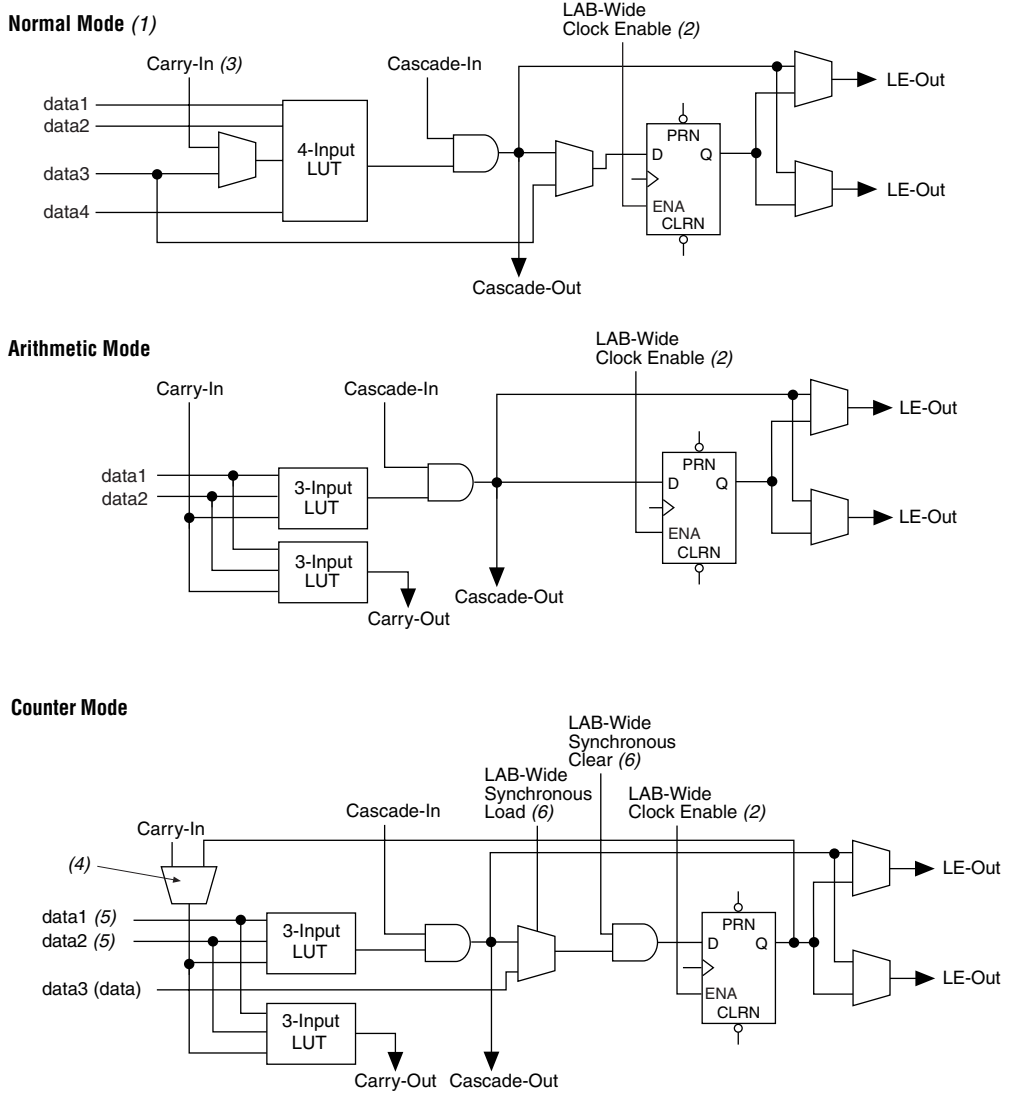 Normal Mode (1)
LAB-Wide
Clock Enable (2)
Carry-In (3)
Cascade-In
LE-Out
data1
data2
PRN
4-Input
LUT
D
Q
data3
LE-Out
data4
ENA
CLRN
Cascade-Out
Arithmetic Mode
LAB-Wide
Clock Enable (2)
Carry-In
Cascade-In
LE-Out
PRN
data1
D
Q
data2
3-Input
LUT
LE-Out
ENA
CLRN
3-Input
LUT
Cascade-Out
Carry-Out
Counter Mode
LAB-Wide
Synchronous
Clear (6)
LAB-Wide
Synchronous
Load (6)
LAB-Wide
Clock Enable (2)
Cascade-In
Carry-In
(4)
LE-Out
data1 (5)
PRN
data2 (5)
3-Input
LUT
D
Q
LE-Out
data3 (data)
ENA
CLRN
3-Input
LUT
Carry-Out
Cascade-Out